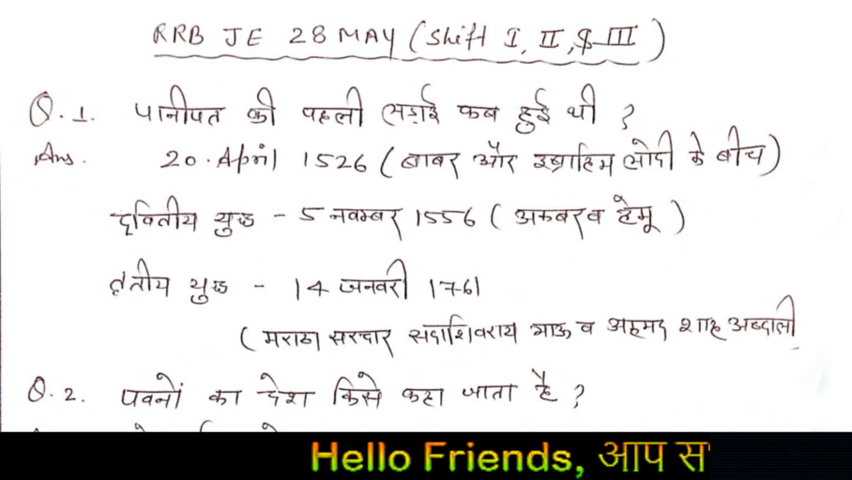 RRB JE 28 MAY (Shift I, II, & III)
Q.1. पानीपत की पहली लड़ाई कब हुई थी ?
Ans. 20 April 1526 (बाबर और इब्राहिम लोदी के बीच)
द्वितीय युद्ध - 5 नवम्बर 1556 (अकबर व हेमू)
तृतीय युद्ध - 14 जनवरी 1761
(मराठा सरदार सदाशिवराय भाऊ व अहमद शाह अब्दाली
Q.2. पवनों का देश किसे कहा जाता है ?
Hello Friends, आप स